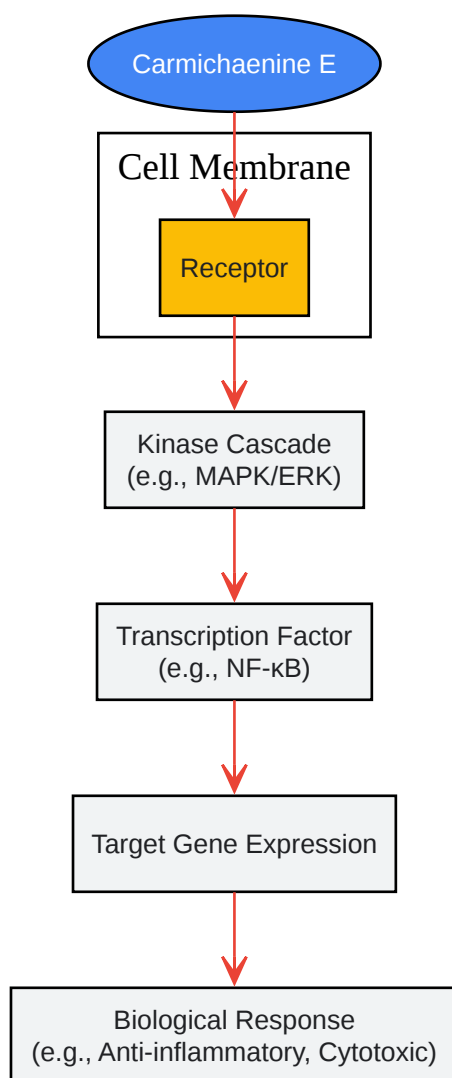 Carmichaenine E
Cell Membrane
Receptor
Kinase Cascade
(e.g., MAPK/ERK)
Transcription Factor
(e.g., NF-κB)
Target Gene Expression
Biological Response
(e.g., Anti-inflammatory, Cytotoxic)